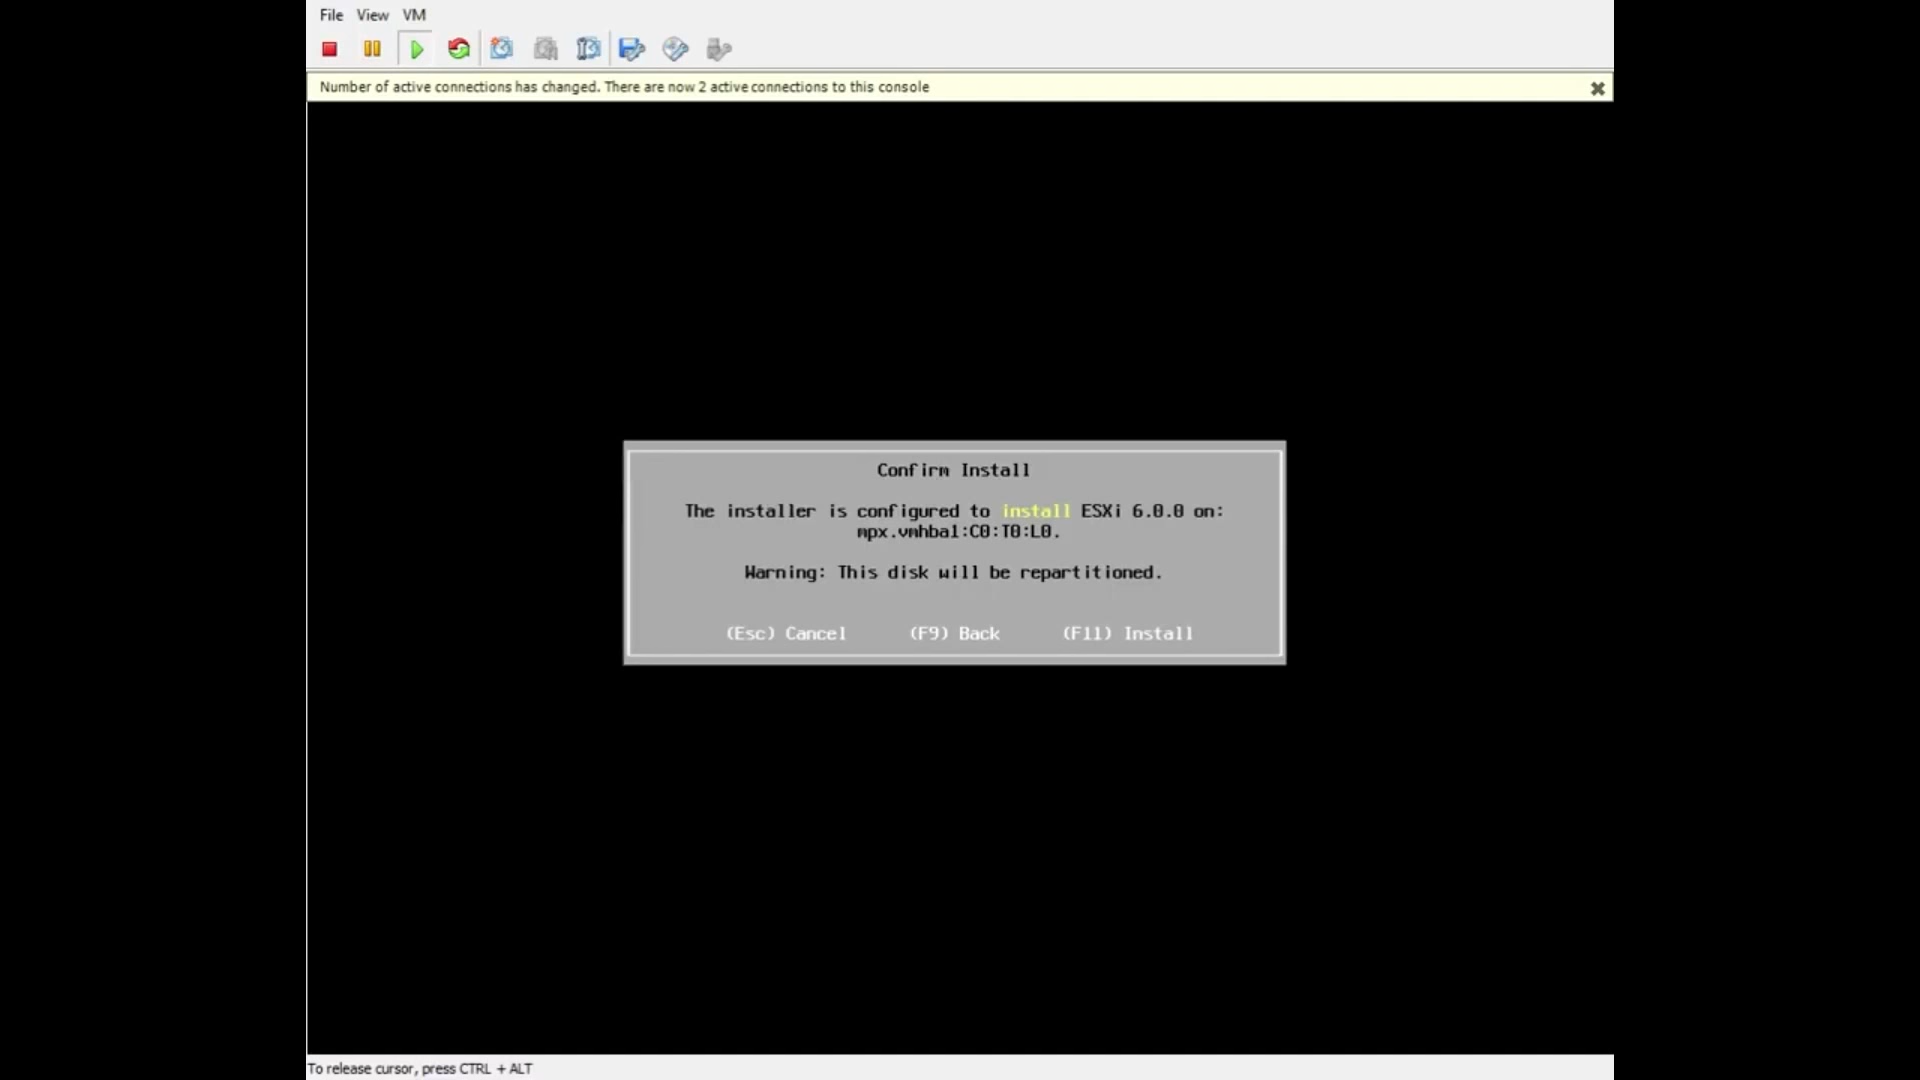 File View VM
Number of active connections has changed. There are now 2 active connections to this console
Confirm Install
The installer is configured to install ESXi 6.0.0 on:
mpx.vmhba1:C0:T0:L0.
Warning: This disk will be repartitioned.
(Esc) Cancel (F9) Back (F11) Install
To release cursor, press CTRL + ALT